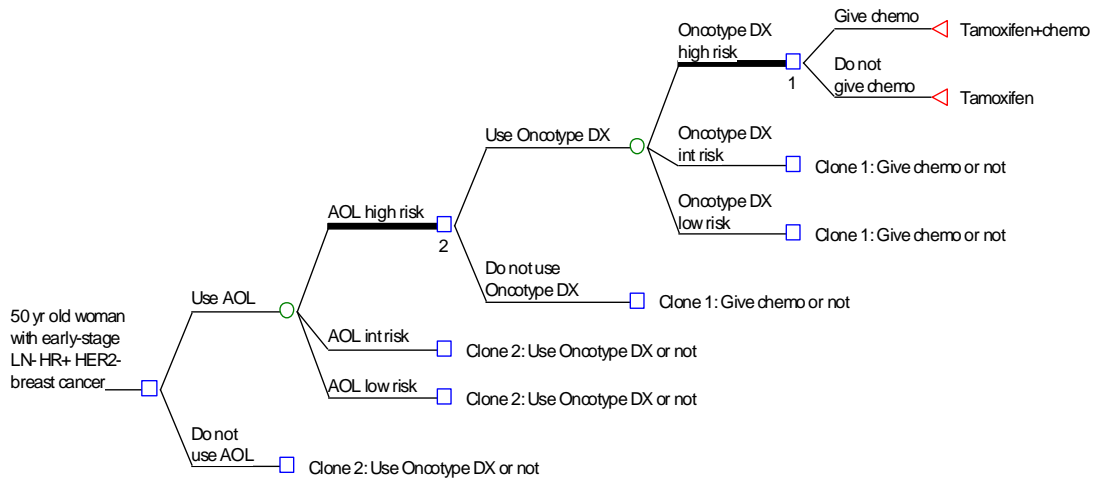 50 yr old woman
with early-stage
LN- HR+ HER2-
breast cancer
Use AOL
AOL high risk
2
Use Oncotype DX
Oncotype DX
high risk
1
Give chemo
Tamoxifen+chemo
Do not
give chemo
Tamoxifen
Oncotype DX
int risk
Clone 1: Give chemo or not
Oncotype DX
low risk
Clone 1: Give chemo or not
Do not use
Oncotype DX
Clone 1: Give chemo or not
AOL int risk
Clone 2: Use Oncotype DX or not
AOL low risk
Clone 2: Use Oncotype DX or not
Do not
use AOL
Clone 2: Use Oncotype DX or not